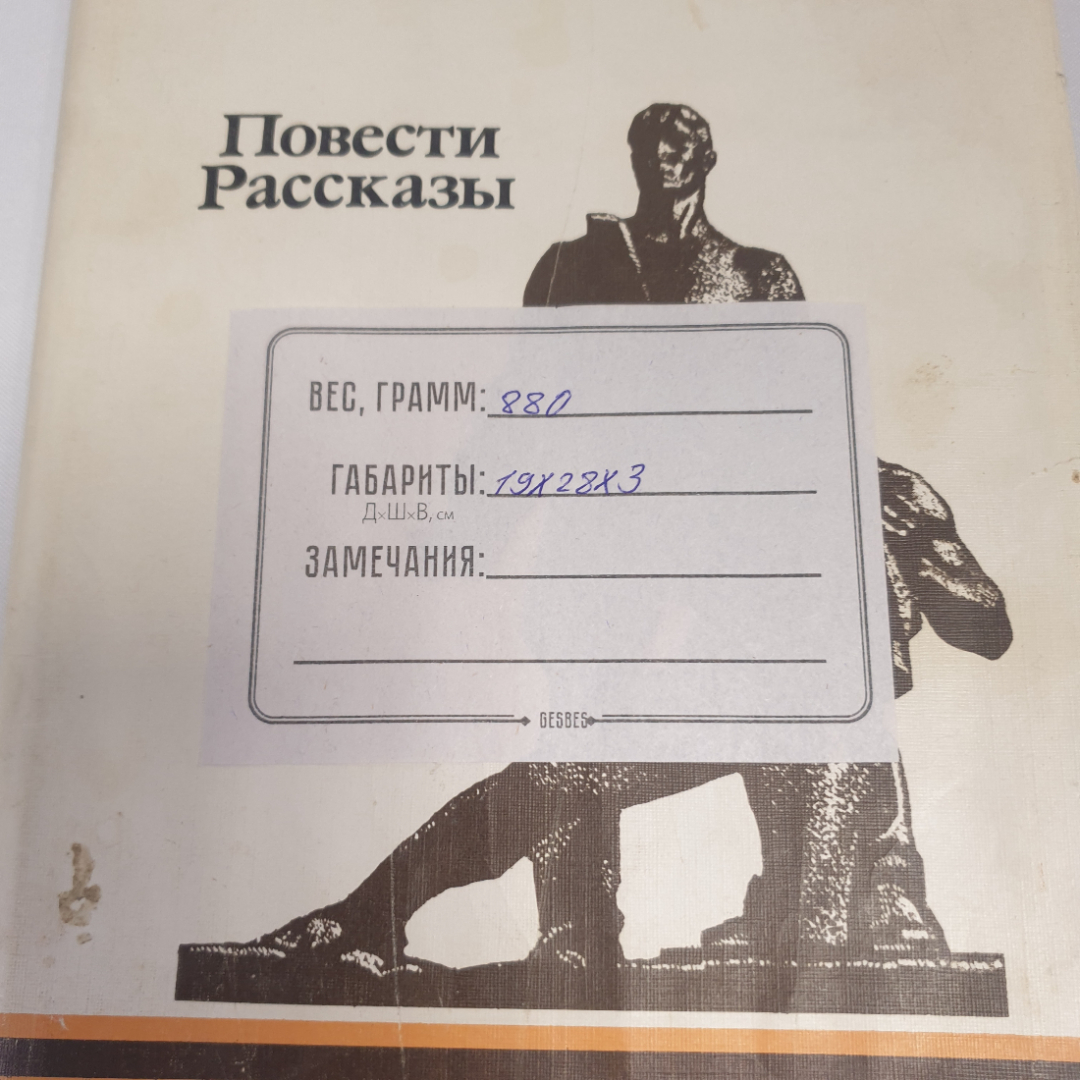 Повести
Рассказы
ВЕС, ГРАММ: 880
ГАБАРИТЫ: 19х28х3
Д×Ш×В, см
ЗАМЕЧАНИЯ:
GESBES